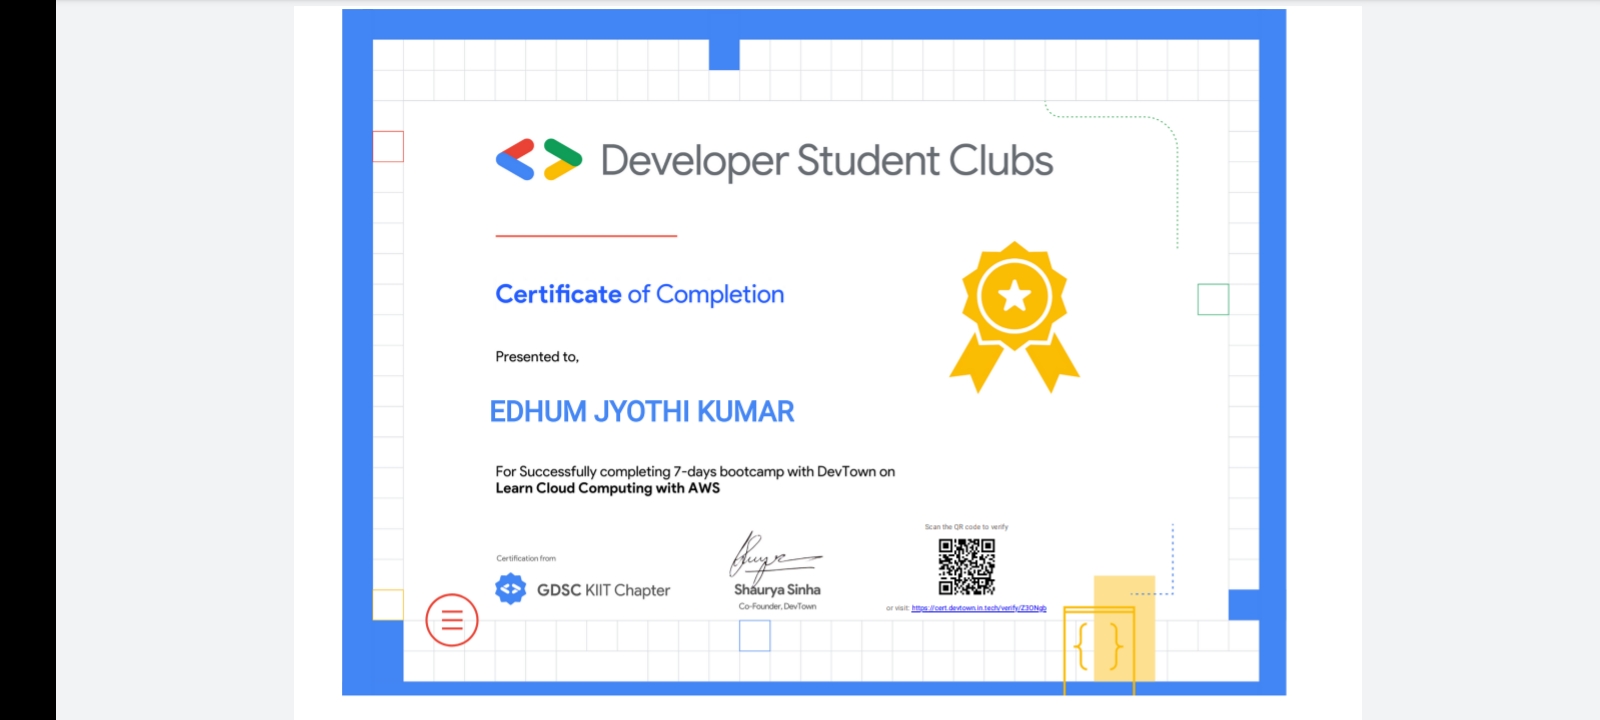 Developer Student Clubs
Certificate of Completion
Presented to,
EDHUM JYOTHI KUMAR
For Successfully completing 7-days bootcamp with DevTown on
Learn Cloud Computing with AWS
Scan the QR code to verify
Certification from
GDSC KIIT Chapter
Shaurya Sinha
Co-Founder, DevTown
or visit: https://cert.devtown.in.tech/verify/Z3ONqb
{ }